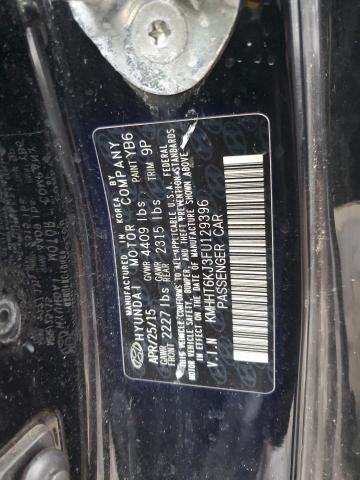 MANUFACTURED IN KOREA BY
HYUNDAI MOTOR COMPANY PAINT YB6
APR/25/15 GVWR 4409 lbs TRIM 9P
GAWR FRONT 2227 lbs GAWR REAR 2315 lbs
THIS VEHICLE CONFORMS TO ALL APPLICABLE U.S.A. FEDERAL
MOTOR VEHICLE SAFETY, BUMPER, AND THEFT PREVENTION STANDARDS
IN EFFECT ON THE DATE OF MANUFACTURE SHOWN ABOVE.
V.I.N KMHHT6KJ3FU129396
PASSENGER CAR